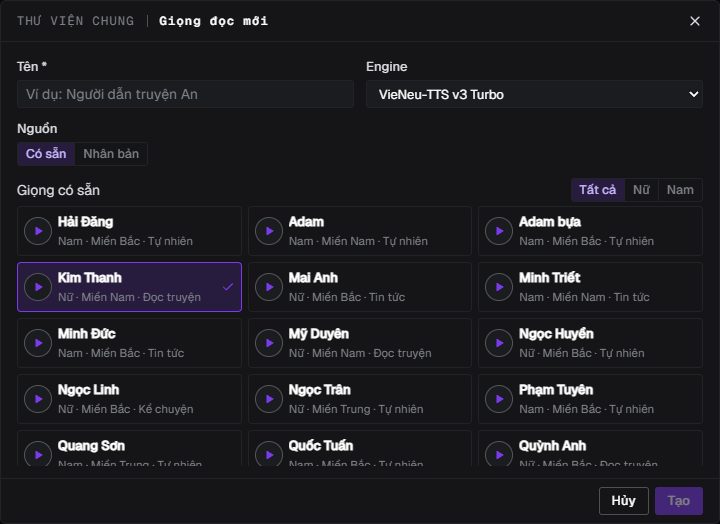 THƯ VIỆN CHUNG | Giọng đọc mới
Tên *
Engine
Ví dụ: Người dẫn truyện An
VieNeu-TTS v3 Turbo
Nguồn
Có sẵn
Nhân bản
Giọng có sẵn
Tất cả
Nữ
Nam
Hải Đăng
Nam · Miền Bắc · Tự nhiên
Adam
Nam · Miền Nam · Tự nhiên
Adam bựa
Nam · Miền Bắc · Tự nhiên
Kim Thanh
Nữ · Miền Nam · Đọc truyện
Mai Anh
Nữ · Miền Bắc · Tin tức
Minh Triết
Nam · Miền Nam · Tin tức
Minh Đức
Nam · Miền Bắc · Tin tức
Mỹ Duyên
Nữ · Miền Nam · Đọc truyện
Ngọc Huyền
Nữ · Miền Bắc · Tự nhiên
Ngọc Linh
Nữ · Miền Bắc · Kể chuyện
Ngọc Trân
Nữ · Miền Trung · Tự nhiên
Phạm Tuyên
Nam · Miền Bắc · Tự nhiên
Quang Sơn
Nam · Miền Trung · Tự nhiên
Quốc Tuấn
Nam · Miền Bắc · Tự nhiên
Quỳnh Anh
Nữ · Miền Bắc · Đọc truyện
Hủy
Tạo